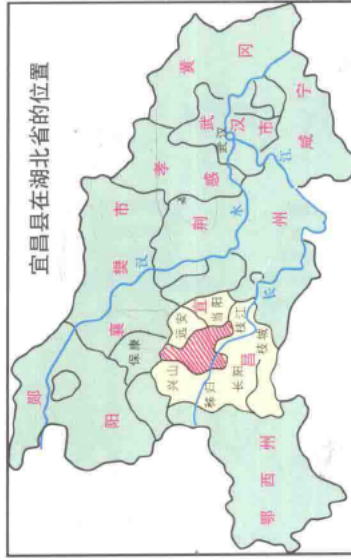 宜昌县在湖北省的位置
郧阳
襄樊市
孝感
黄冈
武汉市
武汉
咸宁
荆州
宜昌
鄂西州
保康
远安
当阳
兴山
秭归
长阳
枝江
枝城
汉水
长江